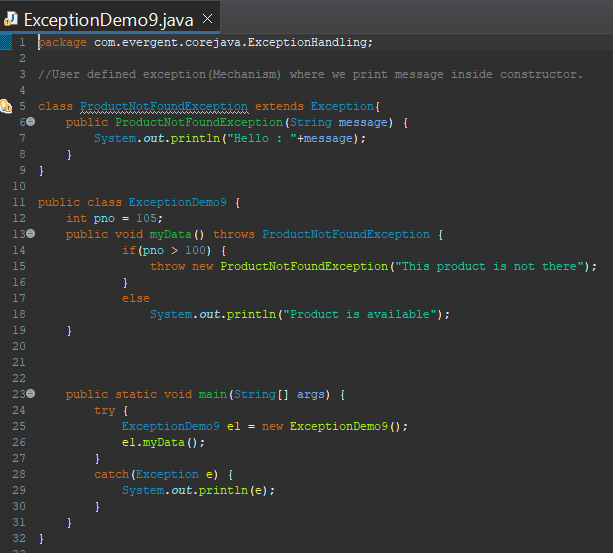 ExceptionDemo9.java
1 package com.evergent.corejava.ExceptionHandling;
2
3 //User defined exception(Mechanism) where we print message inside constructor.
4
5 class ProductNotFoundException extends Exception{
6 public ProductNotFoundException(String message) {
7 System.out.println("Hello : "+message);
8 }
9 }
10
11 public class ExceptionDemo9 {
12 int pno = 105;
13 public void myData() throws ProductNotFoundException {
14 if(pno > 100) {
15 throw new ProductNotFoundException("This product is not there");
16 }
17 else
18 System.out.println("Product is available");
19 }
20
21
22
23 public static void main(String[] args) {
24 try {
25 ExceptionDemo9 e1 = new ExceptionDemo9();
26 e1.myData();
27 }
28 catch(Exception e) {
29 System.out.println(e);
30 }
31 }
32 }